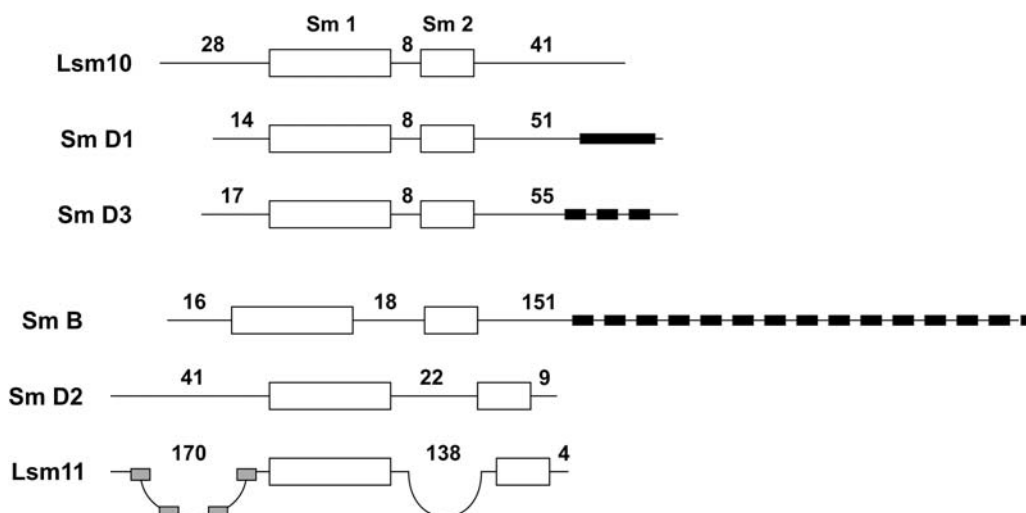 Sm 1 Sm 2
Lsm10 28 8 41
Sm D1 14 8 51
Sm D3 17 8 55
Sm B 16 18 151
Sm D2 41 22 9
Lsm11 170 138 4